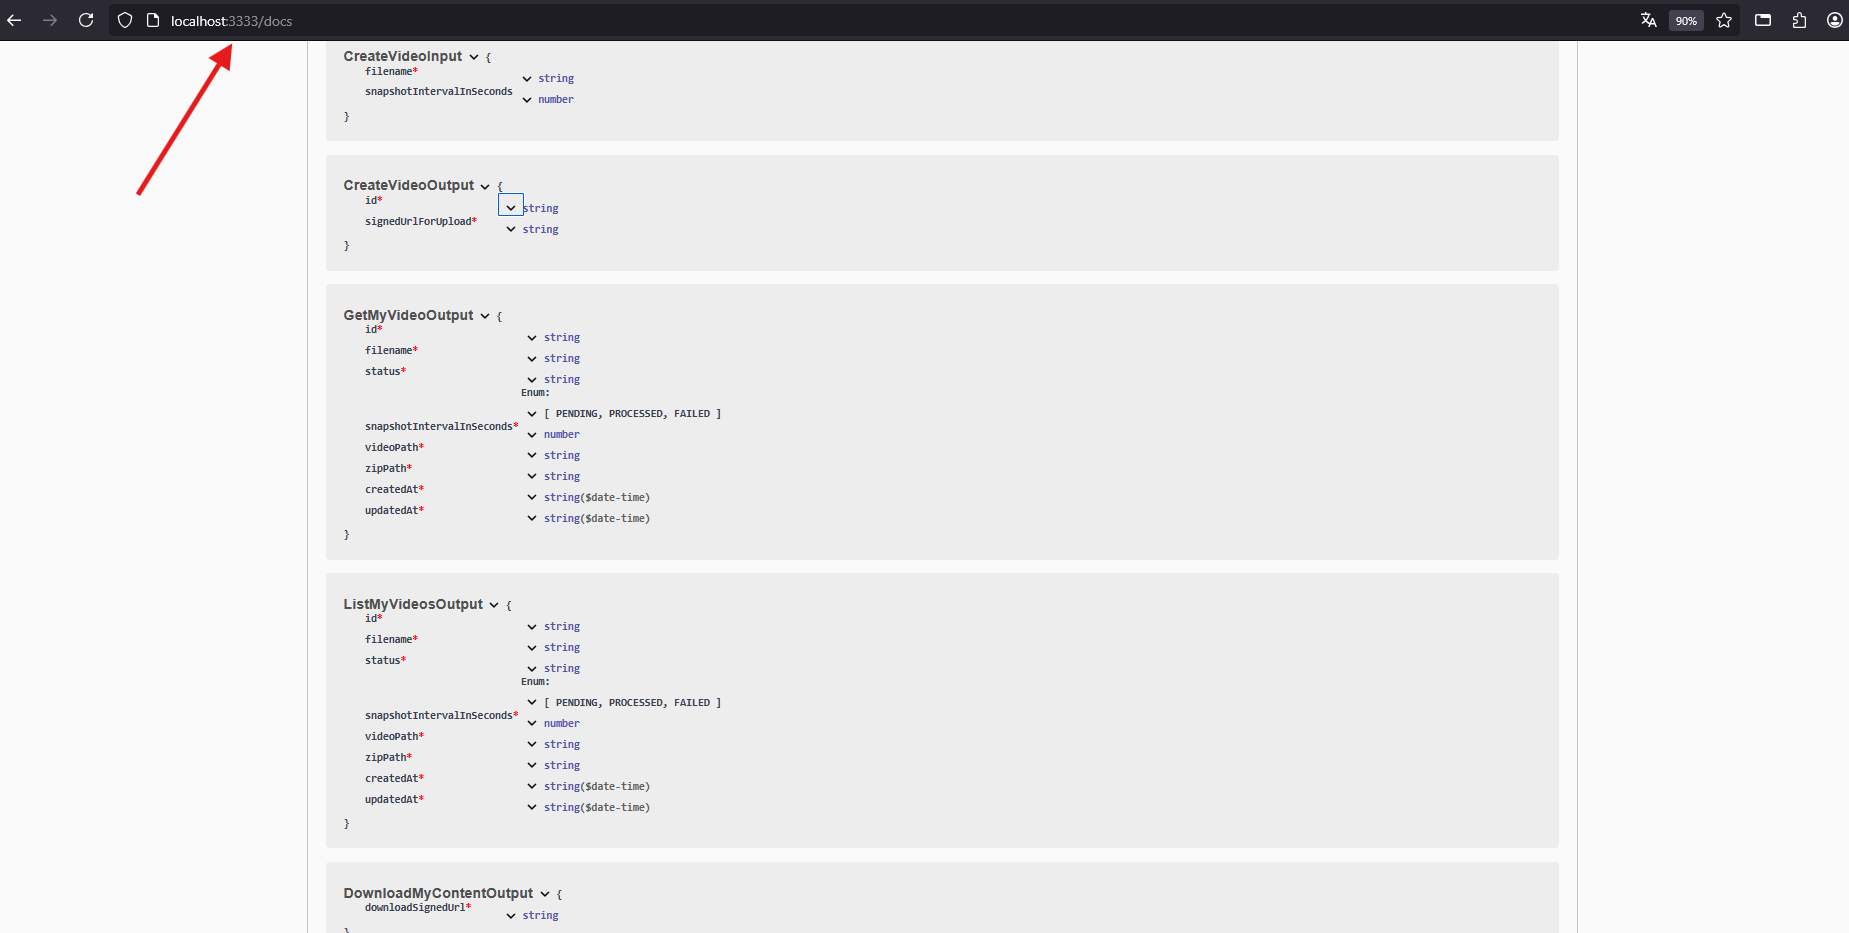 localhost:3333/docs
90%
CreateVideoInput {
filename*
string
snapshotIntervalInSeconds
number
}
CreateVideoOutput {
id*
string
signedUrlForUpload*
string
}
GetMyVideoOutput {
id*
string
filename*
string
status*
string
Enum:
[ PENDING, PROCESSED, FAILED ]
snapshotIntervalInSeconds*
number
videoPath*
string
zipPath*
string
createdAt*
string($date-time)
updatedAt*
string($date-time)
}
ListMyVideosOutput {
id*
string
filename*
string
status*
string
Enum:
[ PENDING, PROCESSED, FAILED ]
snapshotIntervalInSeconds*
number
videoPath*
string
zipPath*
string
createdAt*
string($date-time)
updatedAt*
string($date-time)
}
DownloadMyContentOutput {
downloadSignedUrl*
string
}